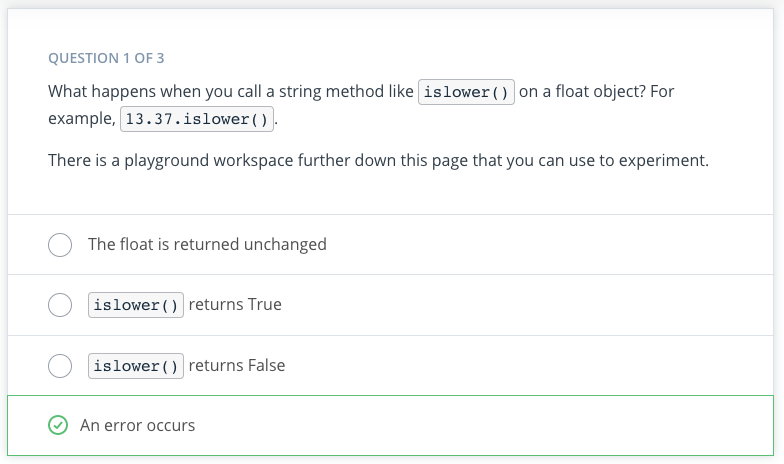 QUESTION 1 OF 3
What happens when you call a string method like islower() on a float object? For
example, 13.37.islower().
There is a playground workspace further down this page that you can use to experiment.
The float is returned unchanged
islower() returns True
islower() returns False
An error occurs